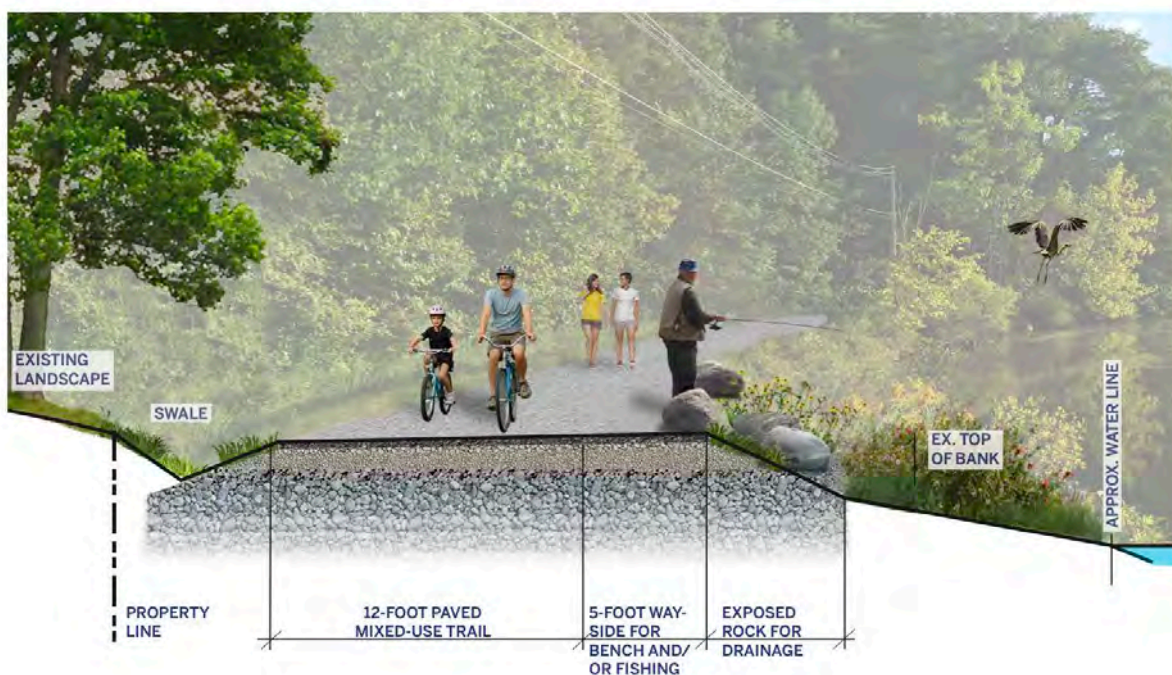 EXISTING
LANDSCAPE
SWALE
EX. TOP
OF BANK
APPROX. WATER LINE
PROPERTY
LINE
12-FOOT PAVED
MIXED-USE TRAIL
5-FOOT WAY-
SIDE FOR
BENCH AND/
OR FISHING
EXPOSED
ROCK FOR
DRAINAGE